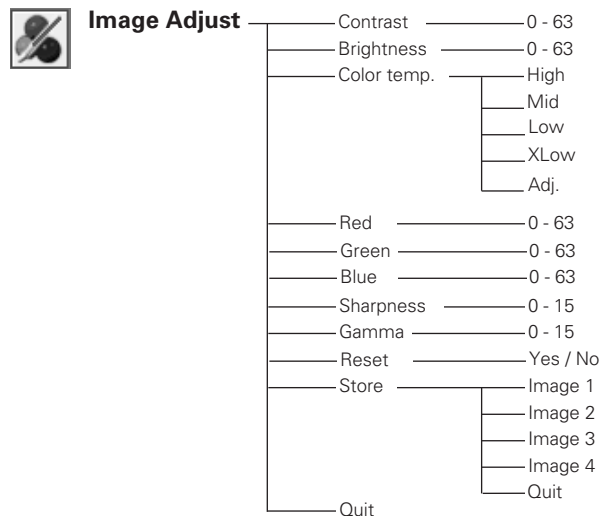 Image Adjust Contrast 0 - 63
Brightness 0 - 63
Color temp. High
Mid
Low
XLow
Adj.
Red 0 - 63
Green 0 - 63
Blue 0 - 63
Sharpness 0 - 15
Gamma 0 - 15
Reset Yes / No
Store Image 1
Image 2
Image 3
Image 4
Quit
Quit